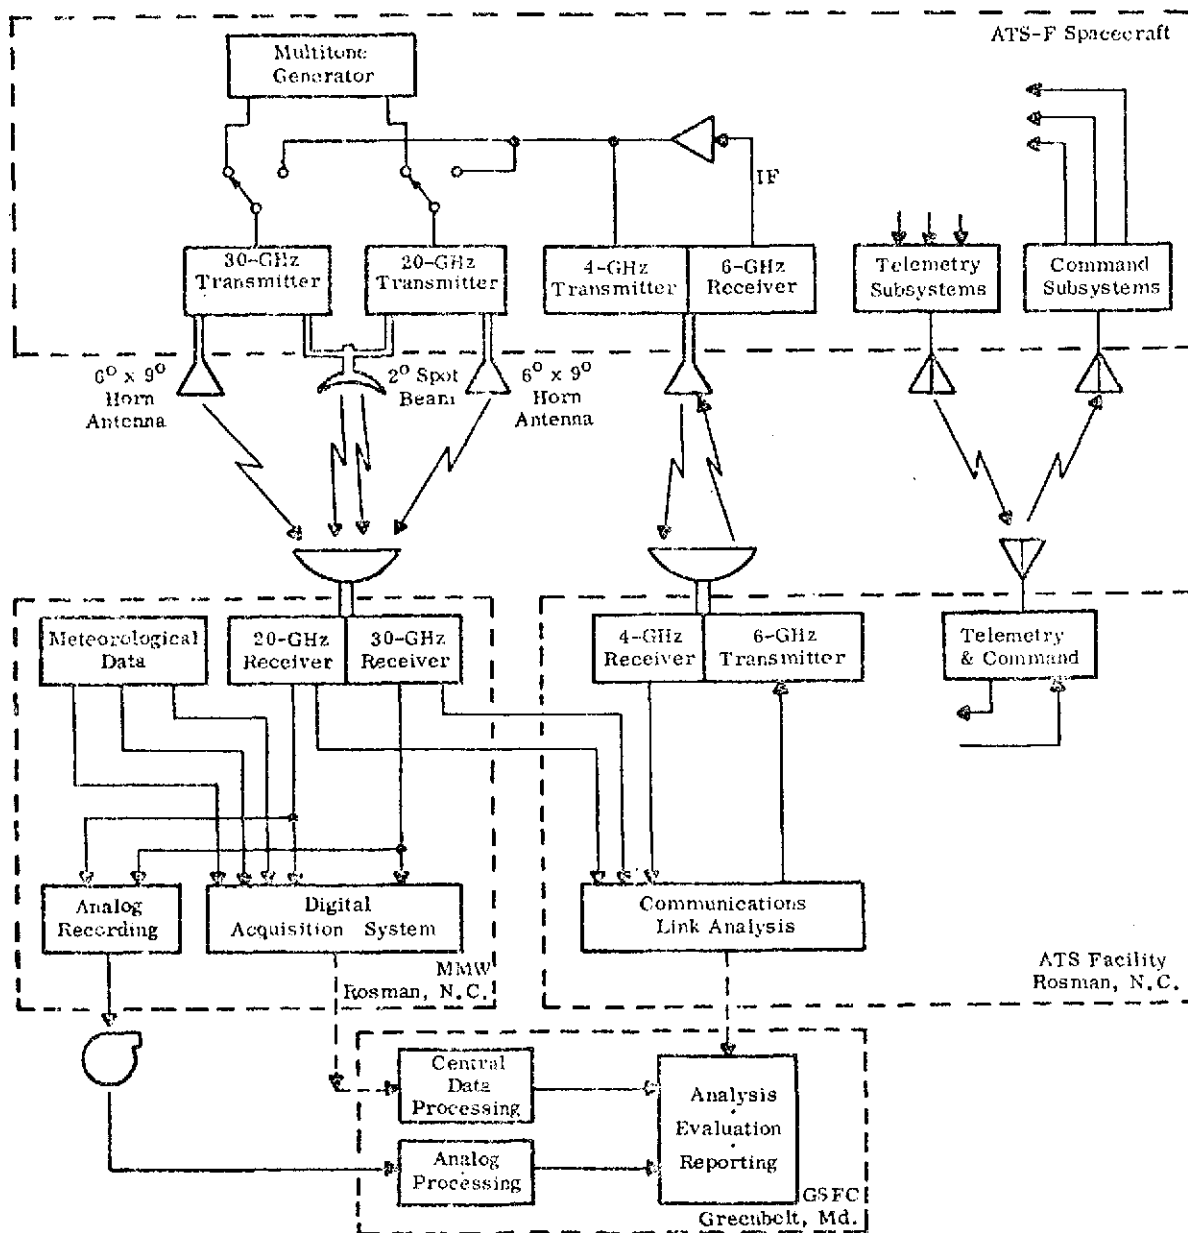 ATS-F Spacecraft
Multitone
Generator
IF
30-GHz
Transmitter
20-GHz
Transmitter
4-GHz
Transmitter
6-GHz
Receiver
Telemetry
Subsystems
Command
Subsystems
6° x 9°
Horn
Antenna
2° Spot
Beam
6° x 9°
Horn
Antenna
Meteorological
Data
20-GHz
Receiver
30-GHz
Receiver
4-GHz
Receiver
6-GHz
Transmitter
Telemetry
& Command
Analog
Recording
Digital
Acquisition System
Communications
Link Analysis
MMW
Rosman, N.C.
ATS Facility
Rosman, N.C.
Central
Data
Processing
Analog
Processing
Analysis
Evaluation
Reporting
GSFC
Greenbelt, Md.